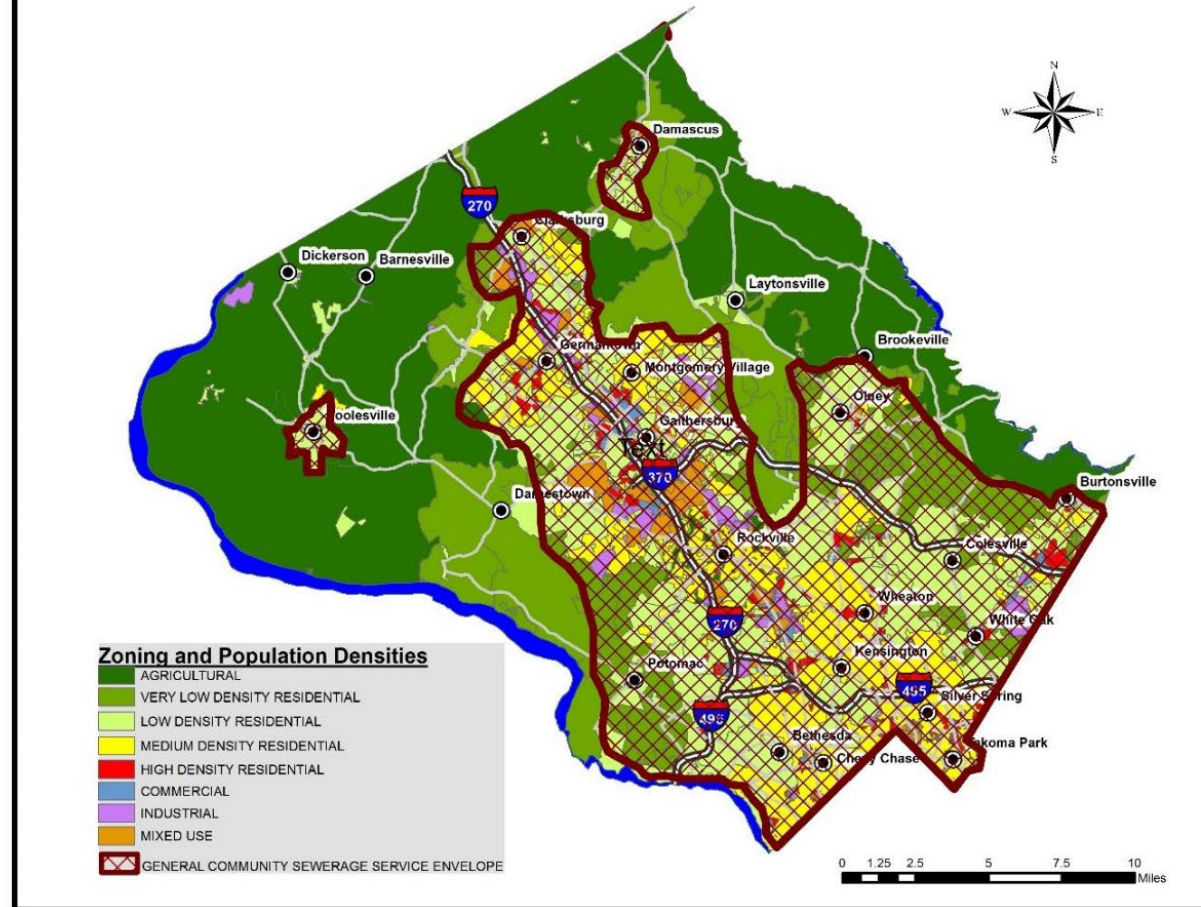 N
W E
S
Damascus
270
Clarksburg
Dickerson
Barnesville
Laytonsville
Brookeville
Germantown
Montgomery Village
Olney
Poolesville
Gaithersburg
Text
370
Burtonsville
Darnestown
Rockville
Colesville
Wheaton
270
White Oak
Kensington
Potomac
495
Silver Spring
495
Bethesda
Takoma Park
Chevy Chase
Zoning and Population Densities
AGRICULTURAL
VERY LOW DENSITY RESIDENTIAL
LOW DENSITY RESIDENTIAL
MEDIUM DENSITY RESIDENTIAL
HIGH DENSITY RESIDENTIAL
COMMERCIAL
INDUSTRIAL
MIXED USE
GENERAL COMMUNITY SEWERAGE SERVICE ENVELOPE
0 1.25 2.5 5 7.5 10
Miles